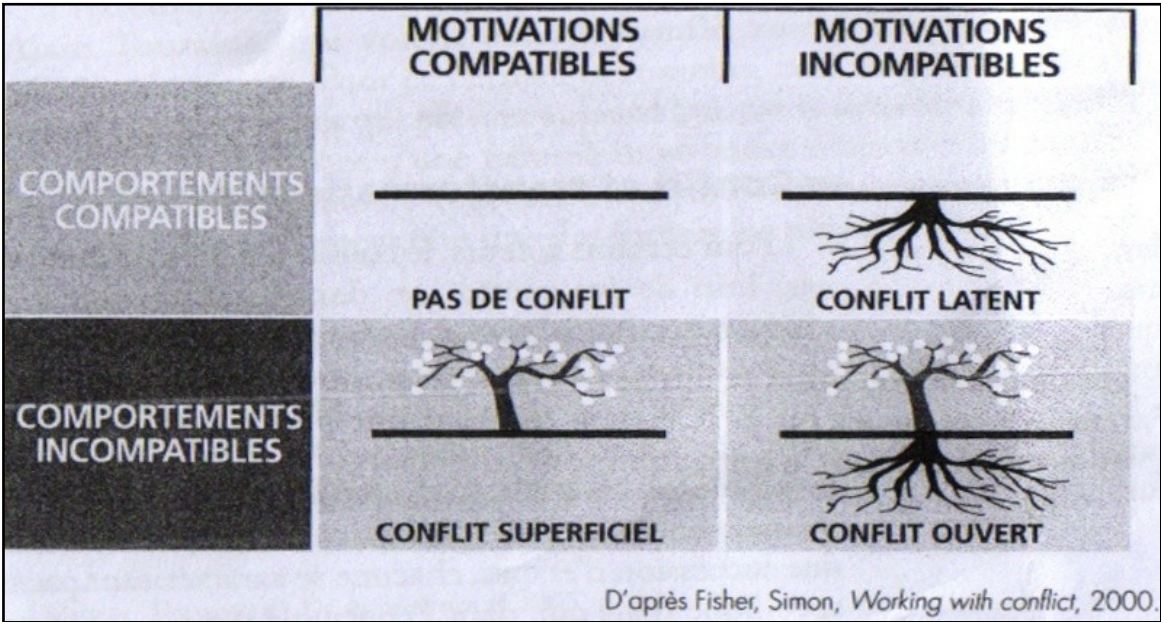 MOTIVATIONS
COMPATIBLES
MOTIVATIONS
INCOMPATIBLES
COMPORTEMENTS
COMPATIBLES
PAS DE CONFLIT
CONFLIT LATENT
COMPORTEMENTS
INCOMPATIBLES
CONFLIT SUPERFICIEL
CONFLIT OUVERT
D'après Fisher, Simon, Working with conflict, 2000.